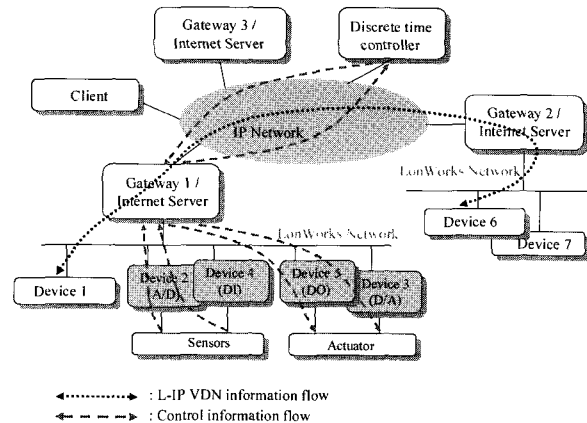 Gateway 3 /
Internet Server
Discrete time
controller
Client
IP Network
Gateway 2 /
Internet Server
Gateway 1 /
Internet Server
LonWorks Network
Device 6
Device 7
LonWorks Network
Device 1
Device 2
(A/D)
Device 4
(DI)
Device 5
(DO)
Device 3
(D/A)
Sensors
Actuator
: L-IP VDN information flow
: Control information flow